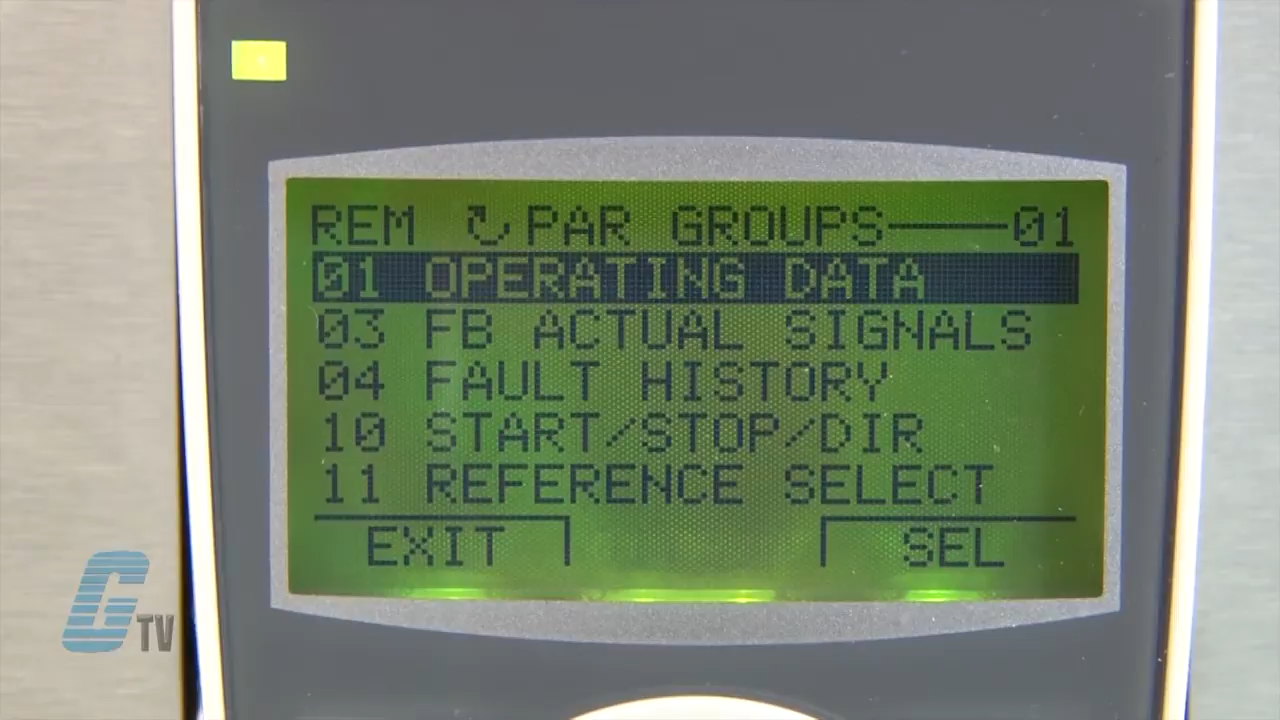 REM ↻ PAR GROUPS——01
01 OPERATING DATA
03 FB ACTUAL SIGNALS
04 FAULT HISTORY
10 START/STOP/DIR
11 REFERENCE SELECT
EXIT SEL
G TV